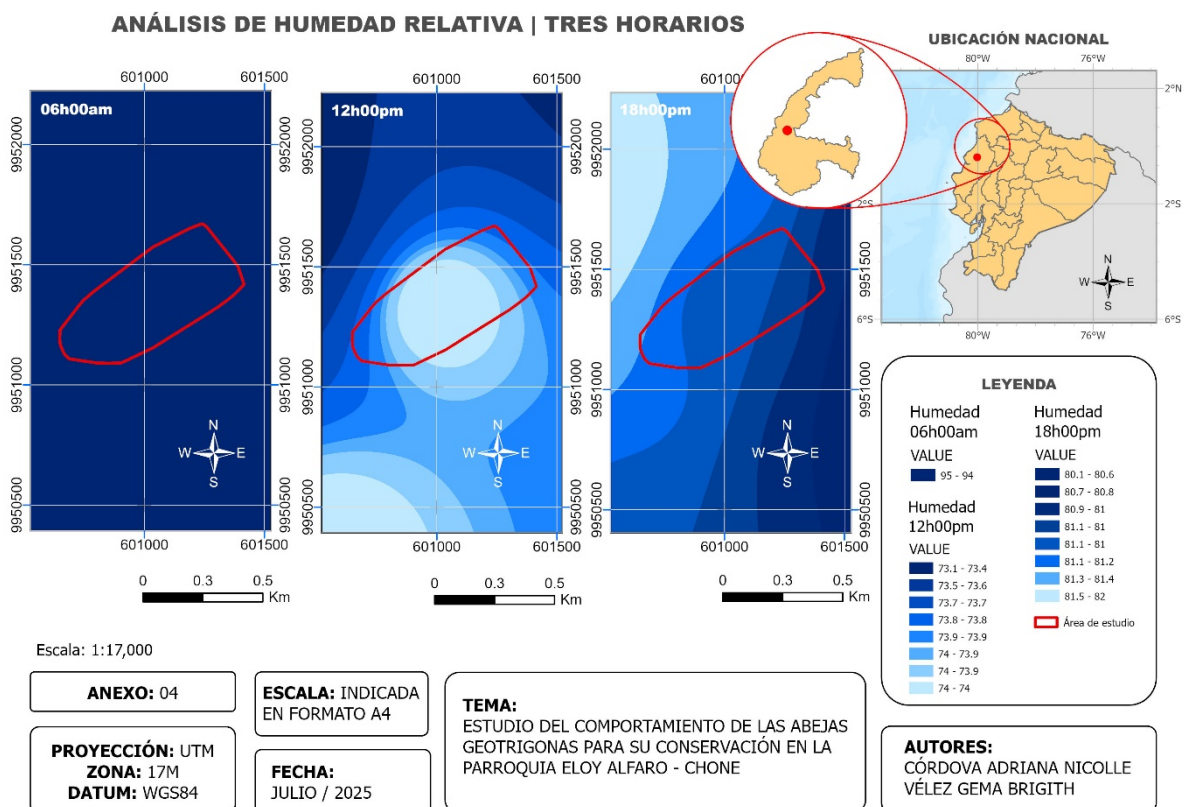 ANÁLISIS DE HUMEDAD RELATIVA | TRES HORARIOS
06h00am
601000
601500
9952000
9951500
9951000
9950500
9952000
9951500
9951000
9950500
N
W
E
S
601000
601500
0
0.3
0.5
Km
12h00pm
601000
601500
9952000
9951500
9951000
9950500
N
W
E
S
601000
601500
0
0.3
0.5
Km
18h00pm
9952000
9951500
9951000
9950500
N
W
E
S
601000
601500
0
0.3
0.5
Km
UBICACIÓN NACIONAL
80°W
76°W
2°N
2°S
6°S
6°S
N
W
E
S
80°W
76°W
LEYENDA
Humedad
06h00am
VALUE
95 - 94
Humedad
12h00pm
VALUE
73.1 - 73.4
73.5 - 73.6
73.7 - 73.7
73.8 - 73.8
73.9 - 73.9
74 - 73.9
74 - 73.9
74 - 74
Humedad
18h00pm
VALUE
80.1 - 80.6
80.7 - 80.8
80.9 - 81
81.1 - 81
81.1 - 81
81.1 - 81.2
81.3 - 81.4
81.5 - 82
Área de estudio
Escala: 1:17,000
ANEXO: 04
PROYECCIÓN: UTM
ZONA: 17M
DATUM: WGS84
ESCALA: INDICADA
EN FORMATO A4
FECHA:
JULIO / 2025
TEMA:
ESTUDIO DEL COMPORTAMIENTO DE LAS ABEJAS
GEOTRIGONAS PARA SU CONSERVACIÓN EN LA
PARROQUIA ELOY ALFARO - CHONE
AUTORES:
CÓRDOVA ADRIANA NICOLLE
VÉLEZ GEMA BRIGITH